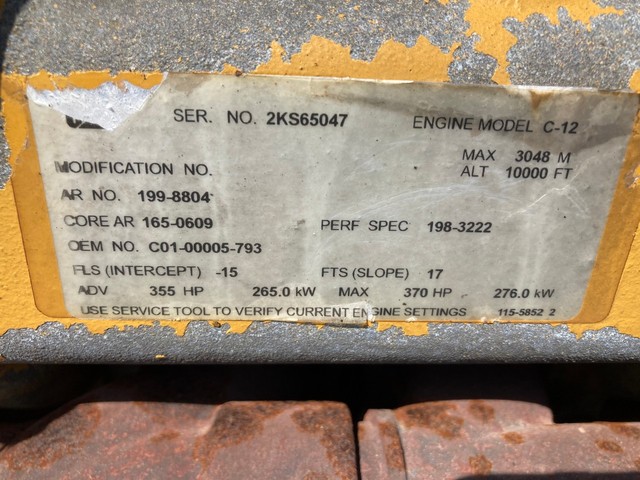 SER. NO. 2KS65047 ENGINE MODEL C-12
MAX 3048 M
MODIFICATION NO. ALT 10000 FT
AR NO. 199-8804
CORE AR 165-0609 PERF SPEC 198-3222
OEM NO. C01-00005-793
FLS (INTERCEPT) -15 FTS (SLOPE) 17
ADV 355 HP 265.0 kW MAX 370 HP 276.0 kW
USE SERVICE TOOL TO VERIFY CURRENT ENGINE SETTINGS 115-5852 2